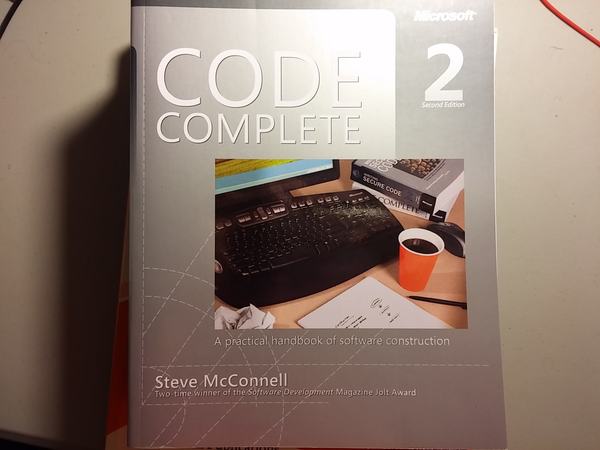 Microsoft
CODE
COMPLETE
2
Second Edition
SECURE CODE
COMPLETE
A practical handbook of software construction
Steve McConnell
Two-time winner of the Software Development Magazine Jolt Award